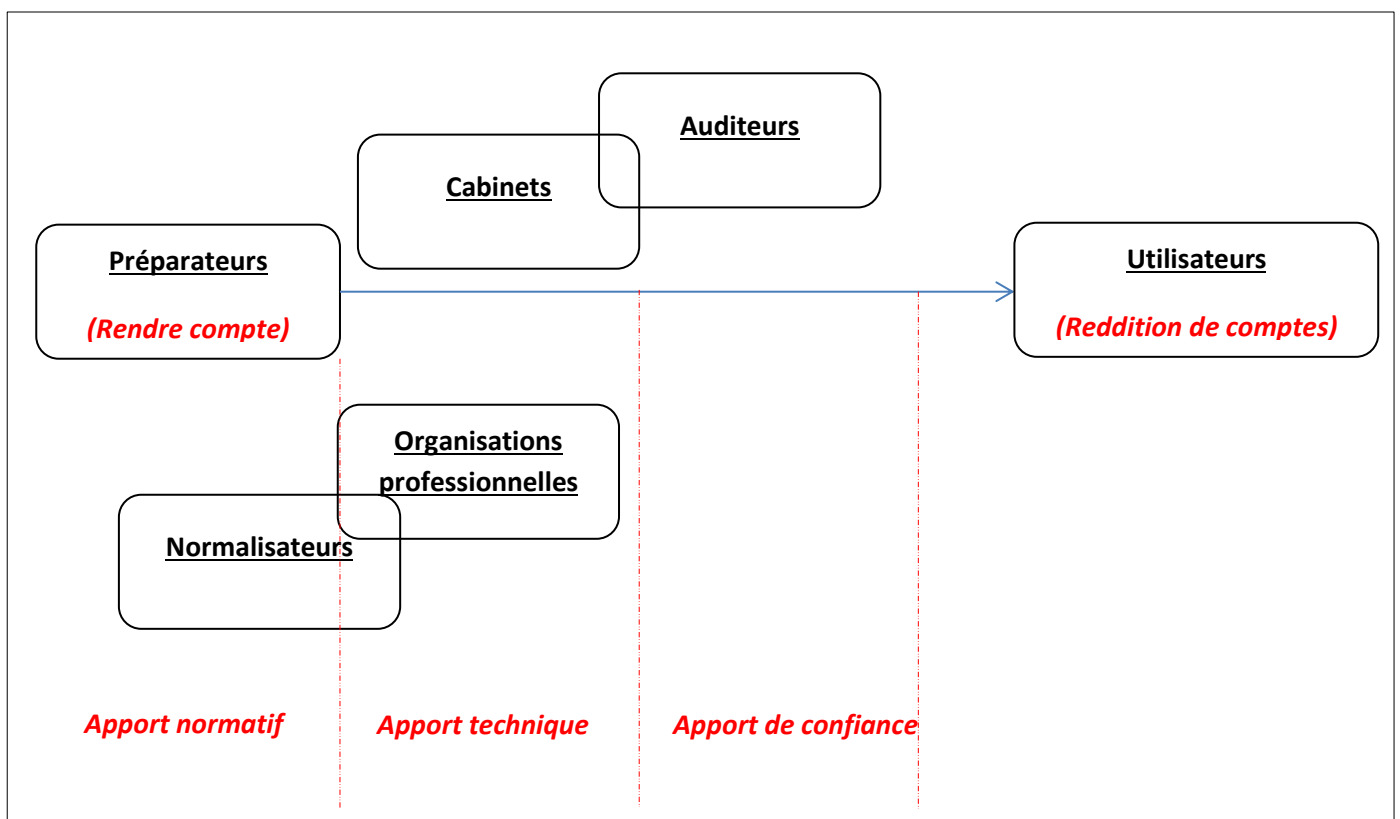 Auditeurs
Cabinets
Préparateurs
(Rendre compte)
Utilisateurs
(Reddition de comptes)
Organisations
professionnelles
Normalisateurs
Apport normatif
Apport technique
Apport de confiance